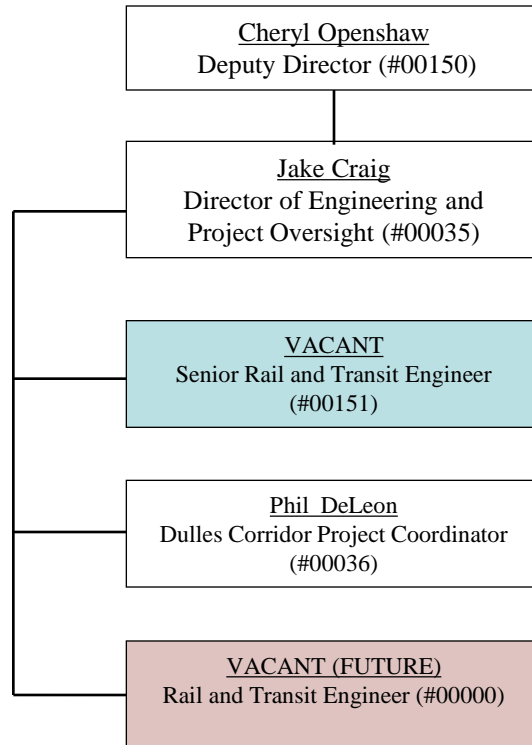 Cheryl Openshaw
Deputy Director (#00150)
Jake Craig
Director of Engineering and
Project Oversight (#00035)
VACANT
Senior Rail and Transit Engineer
(#00151)
Phil DeLeon
Dulles Corridor Project Coordinator
(#00036)
VACANT (FUTURE)
Rail and Transit Engineer (#00000)